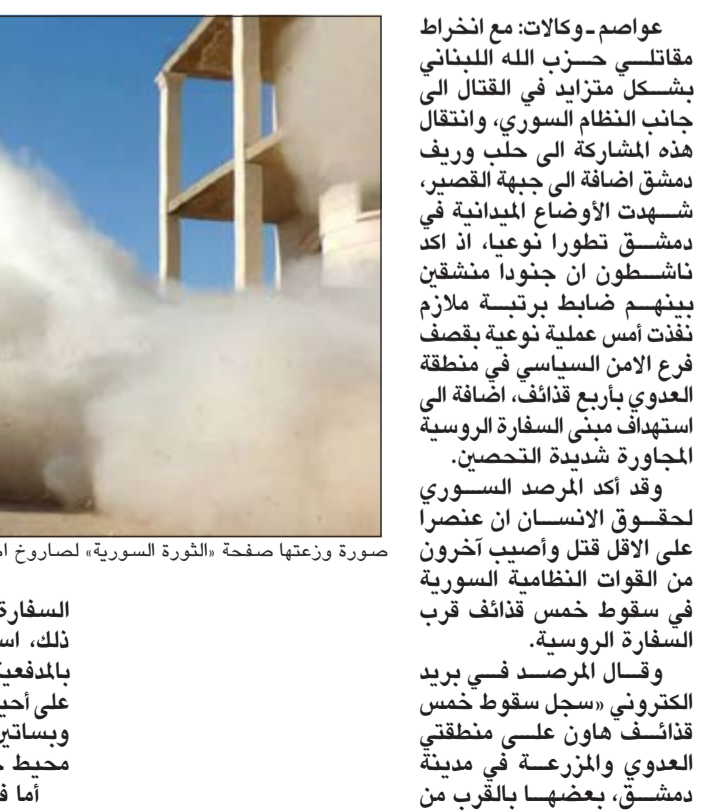 عواصم ـ وكالات: مع انخراط
مقاتلي حزب الله اللبناني
بشكل متزايد في القتال الى
جانب النظام السوري، وانتقال
هذه المشاركة الى حلب وريف
دمشق اضافة الى جبهة القصير،
شهدت الأوضاع الميدانية في
دمشق تطورا نوعيا، اذ اكد
ناشطون ان جنودا منشقين
بينهم ضابط برتبة ملازم
نفذت أمس عملية نوعية بقصف
فرع الامن السياسي في منطقة
العدوي بأربع قذائف، اضافة الى
استهداف مبنى السفارة الروسية
المجاورة شديدة التحصين.
وقد أكد المرصد السوري
لحقوق الانسان ان عنصرا
على الاقل قتل وأصيب آخرون
من القوات النظامية السورية
في سقوط خمس قذائف قرب
السفارة الروسية.
وقال المرصد في بريد
الكتروني «سجل سقوط خمس
قذائف هاون على منطقتي
العدوي والمزرعة في مدينة
دمشق، بعضها بالقرب من
صورة وزعتها صفحة «الثورة السورية» لصاروخ
السفارة
ذلك،
على
محيط
أما